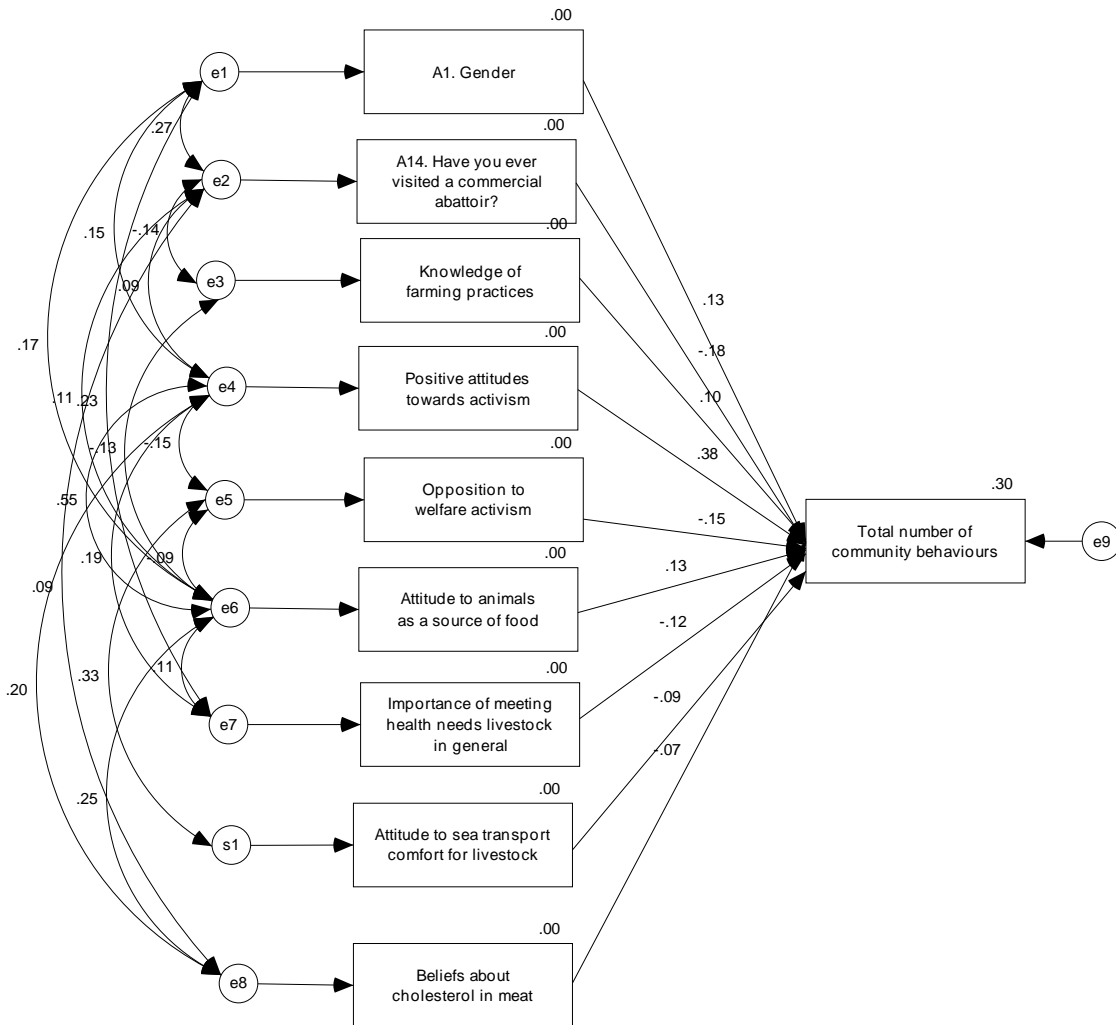 .00
e1
A1. Gender
.27
.00
e2
A14. Have you ever
visited a commercial
abattoir?
-.14
.15
.00
e3
Knowledge of
farming practices
.09
.13
.17
.00
-.18
e4
Positive attitudes
towards activism
.10
.11
.23
-.13
-.15
.00
.38
e5
Opposition to
welfare activism
.55
-.15
.30
Total number of
community behaviours
e9
.19
-.09
.00
.09
e6
Attitude to animals
as a source of food
.13
.33
.11
.00
-.12
.20
e7
Importance of meeting
health needs livestock
in general
-.09
-.07
.25
.00
s1
Attitude to sea transport
comfort for livestock
.00
e8
Beliefs about
cholesterol in meat